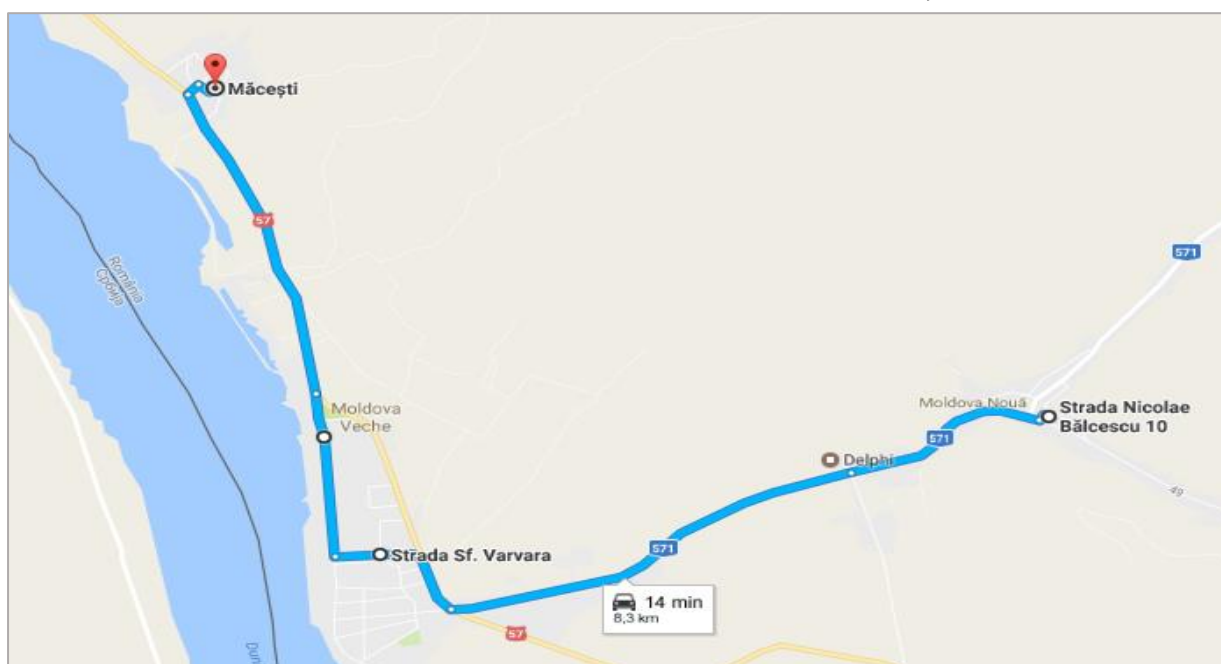 Măcești
57
România
Србија
571
Moldova
Veche
Moldova Nouă
Strada Nicolae
Bălcescu 10
571
Delphi
49
Strada Sf. Varvara
571
14 min
8,3 km
57